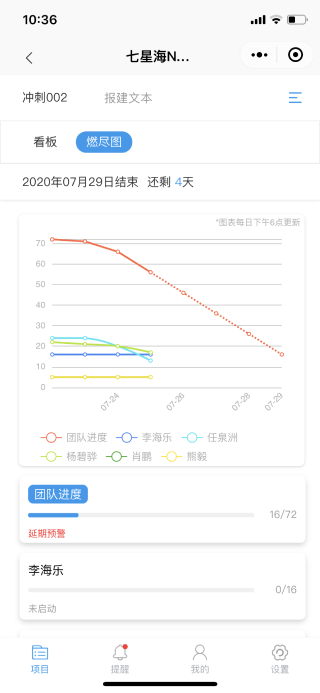 10:36
七星海N...
冲刺002 报建文本
看板 燃尽图
2020年07月29日结束 还剩 4天
*图表每日下午6点更新
70
60
50
40
30
20
10
0
07-24 07-26 07-28 07-29
团队进度 李海乐 任泉洲
杨碧骅 肖鹏 熊毅
团队进度
16/72
延期预警
李海乐
0/16
未启动
项目 提醒 我的 设置